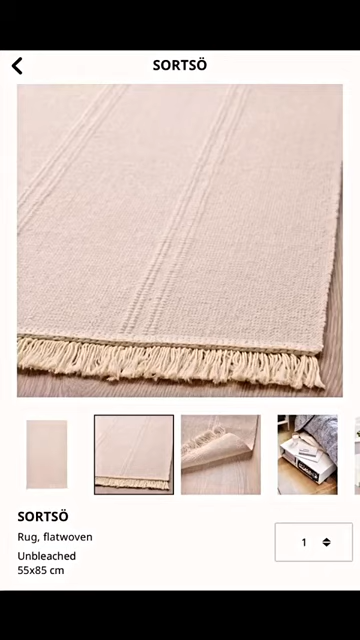 SORTSÖ
SORTSÖ
Rug, flatwoven
Unbleached
55x85 cm
1